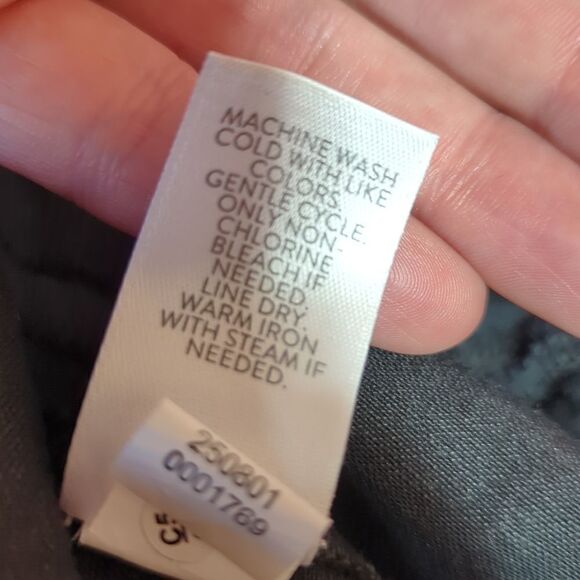 MACHINE WASH
COLD WITH LIKE
COLORS.
GENTLE CYCLE.
ONLY NON-
CHLORINE
BLEACH IF
NEEDED.
LINE DRY.
WARM IRON
WITH STEAM IF
NEEDED.
250801
0001769